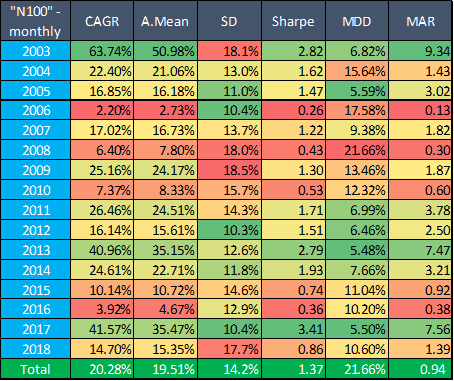 "N100" - monthly CAGR A.Mean SD Sharpe MDD MAR
2003 63.74% 50.98% 18.1% 2.82 6.82% 9.34
2004 22.40% 21.06% 13.0% 1.62 15.64% 1.43
2005 16.85% 16.18% 11.0% 1.47 5.59% 3.02
2006 2.20% 2.73% 10.4% 0.26 17.58% 0.13
2007 17.02% 16.73% 13.7% 1.22 9.38% 1.82
2008 6.40% 7.80% 18.0% 0.43 21.66% 0.30
2009 25.16% 24.17% 18.5% 1.30 13.46% 1.87
2010 7.37% 8.33% 15.7% 0.53 12.32% 0.60
2011 26.46% 24.51% 14.3% 1.71 6.99% 3.78
2012 16.14% 15.61% 10.3% 1.51 6.46% 2.50
2013 40.96% 35.15% 12.6% 2.79 5.48% 7.47
2014 24.61% 22.71% 11.8% 1.93 7.66% 3.21
2015 10.14% 10.72% 14.6% 0.74 11.04% 0.92
2016 3.92% 4.67% 12.9% 0.36 10.20% 0.38
2017 41.57% 35.47% 10.4% 3.41 5.50% 7.56
2018 14.70% 15.35% 17.7% 0.86 10.60% 1.39
Total 20.28% 19.51% 14.2% 1.37 21.66% 0.94